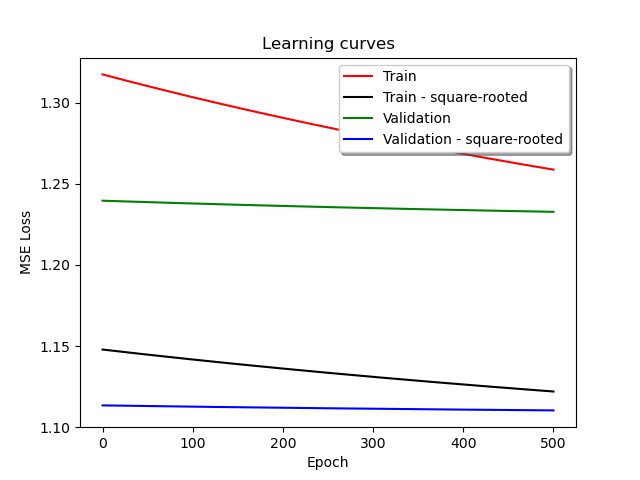 Learning curves
Train
Train - square-rooted
Validation
Validation - square-rooted
MSE Loss
1.30
1.25
1.20
1.15
1.10
0 100 200 300 400 500
Epoch